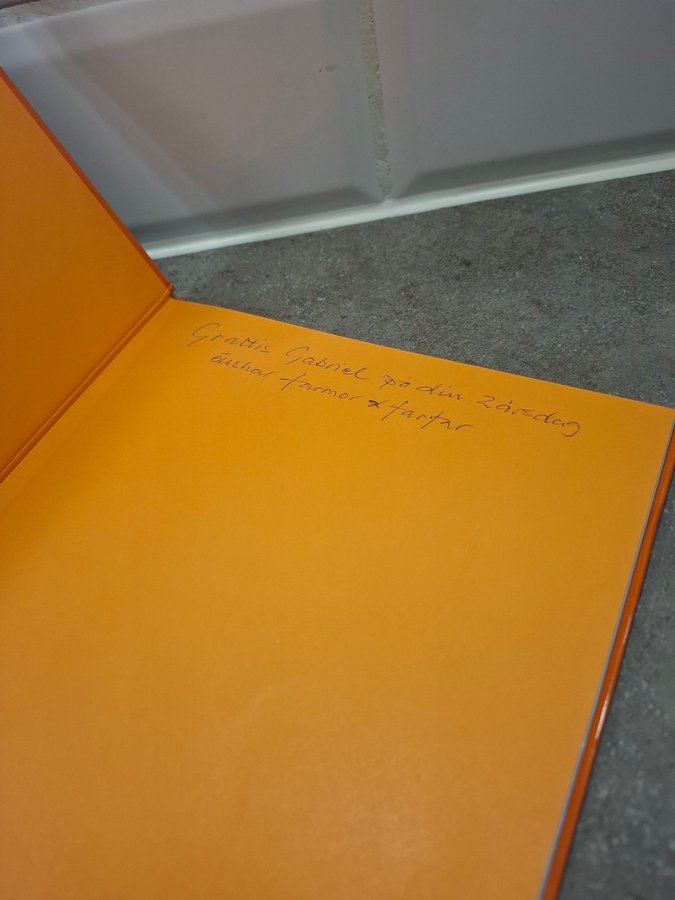 Grattis Gabriel på din 2årsdag
önskar farmor & farfar